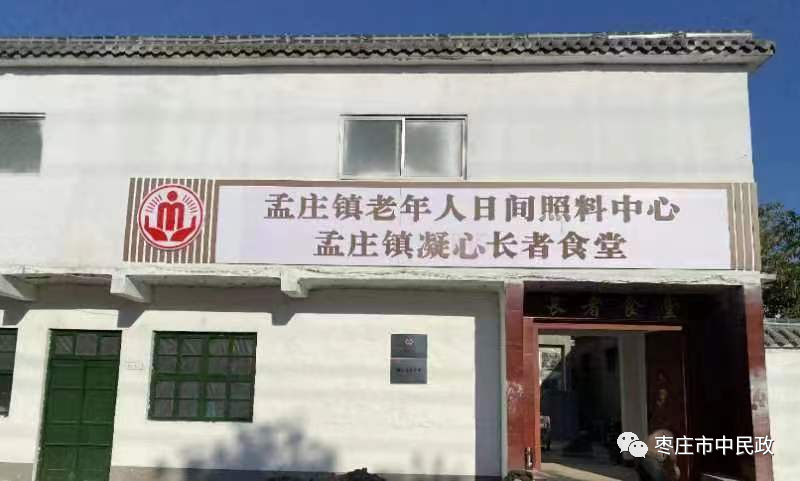 孟庄镇老年人日间照料中心
孟庄镇凝心长者食堂
长者食堂
枣庄市中民政